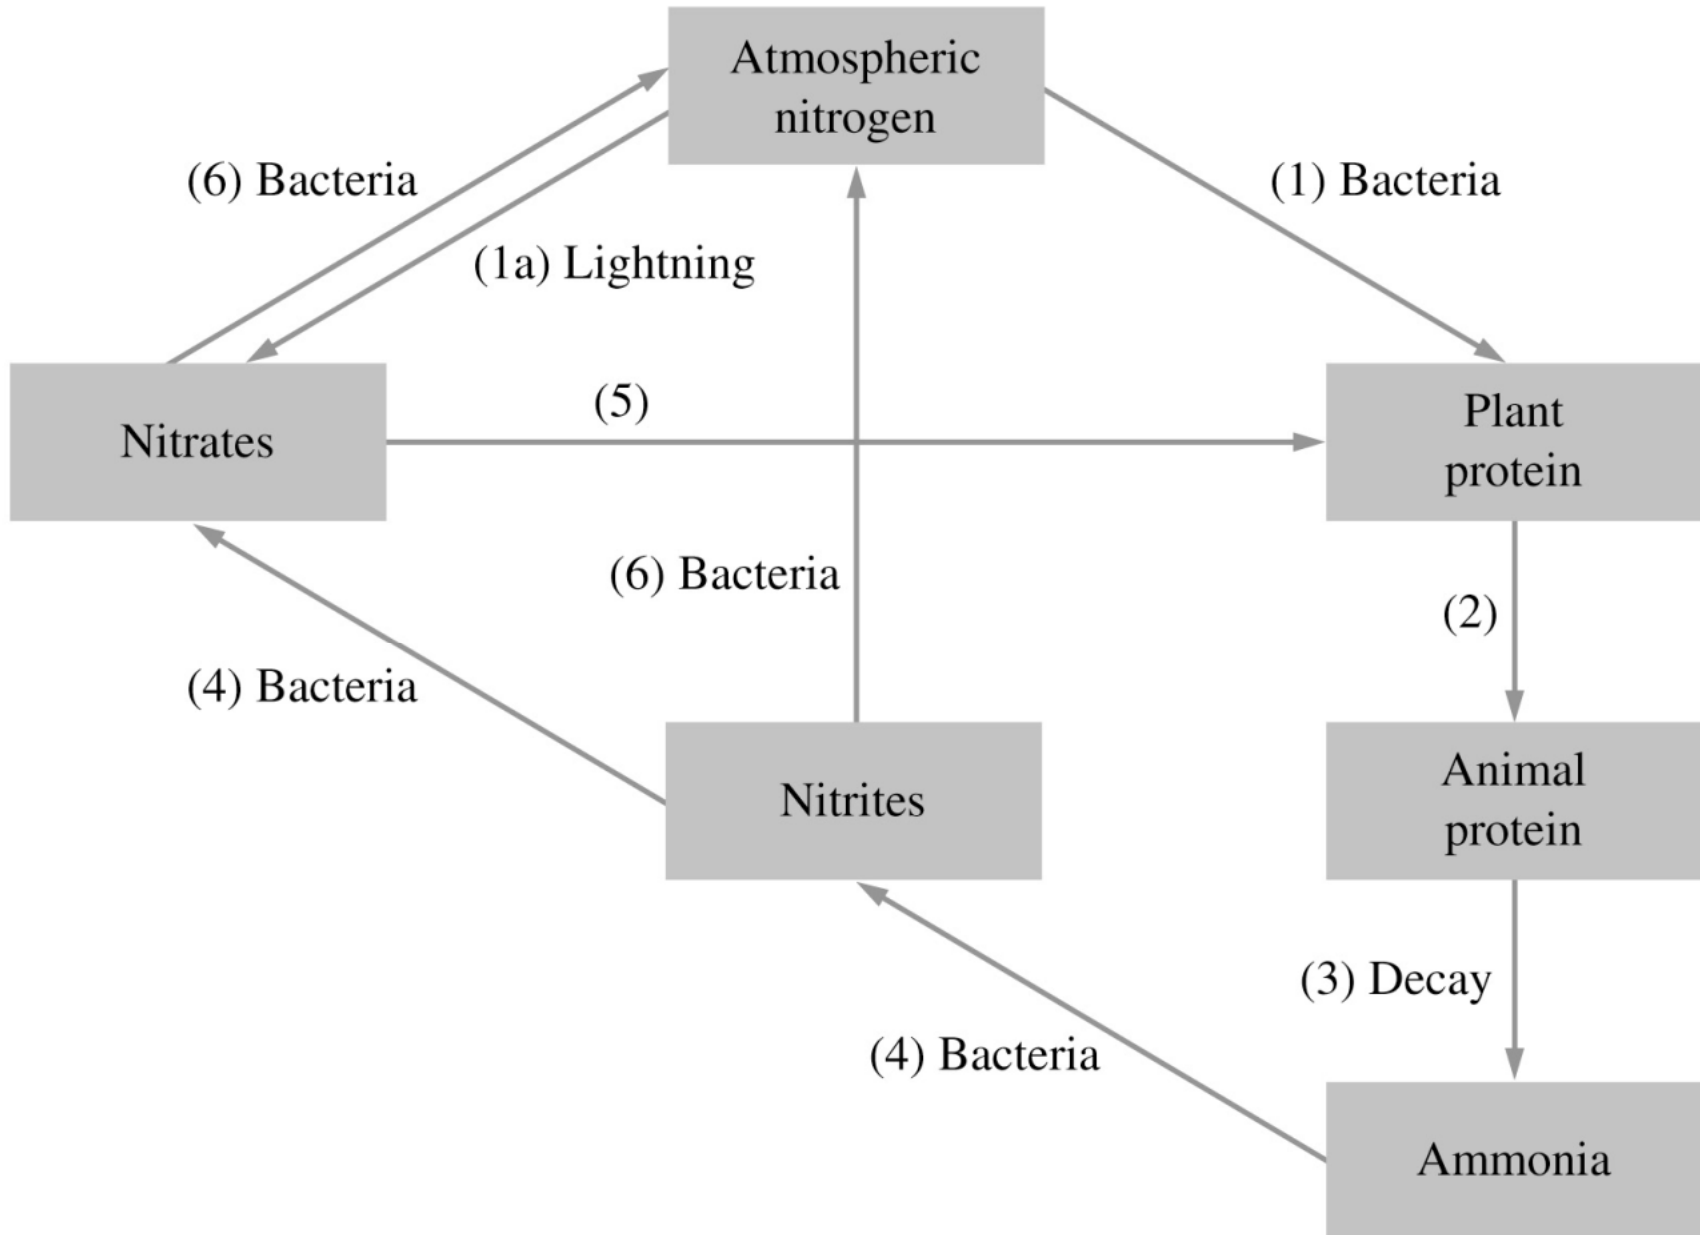 Atmospheric
nitrogen
(6) Bacteria
(1) Bacteria
(1a) Lightning
Nitrates
(5)
Plant
protein
(6) Bacteria
(2)
(4) Bacteria
Nitrites
Animal
protein
(3) Decay
(4) Bacteria
Ammonia